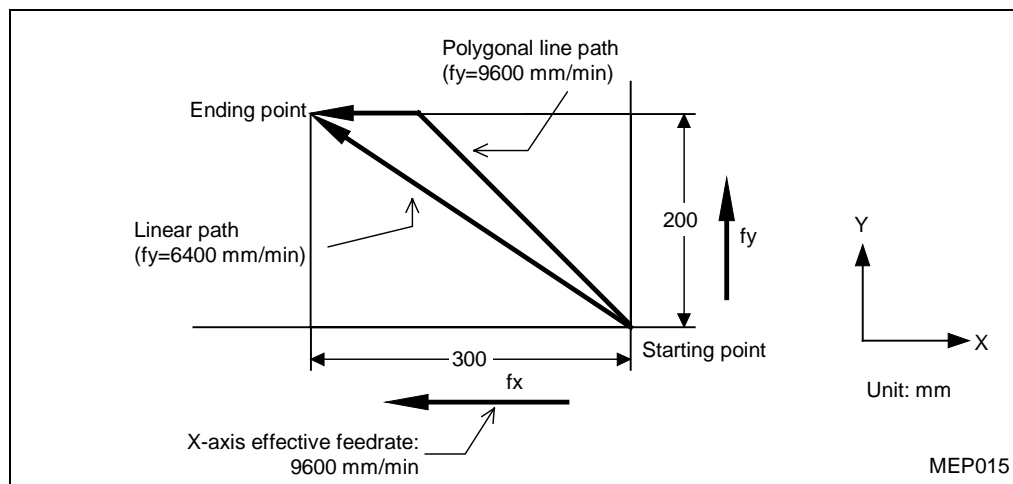 Polygonal line path
(fy=9600 mm/min)
Ending point
Linear path
(fy=6400 mm/min)
200
fy
Y
X
300
Starting point
fx
Unit: mm
X-axis effective feedrate:
9600 mm/min
MEP015